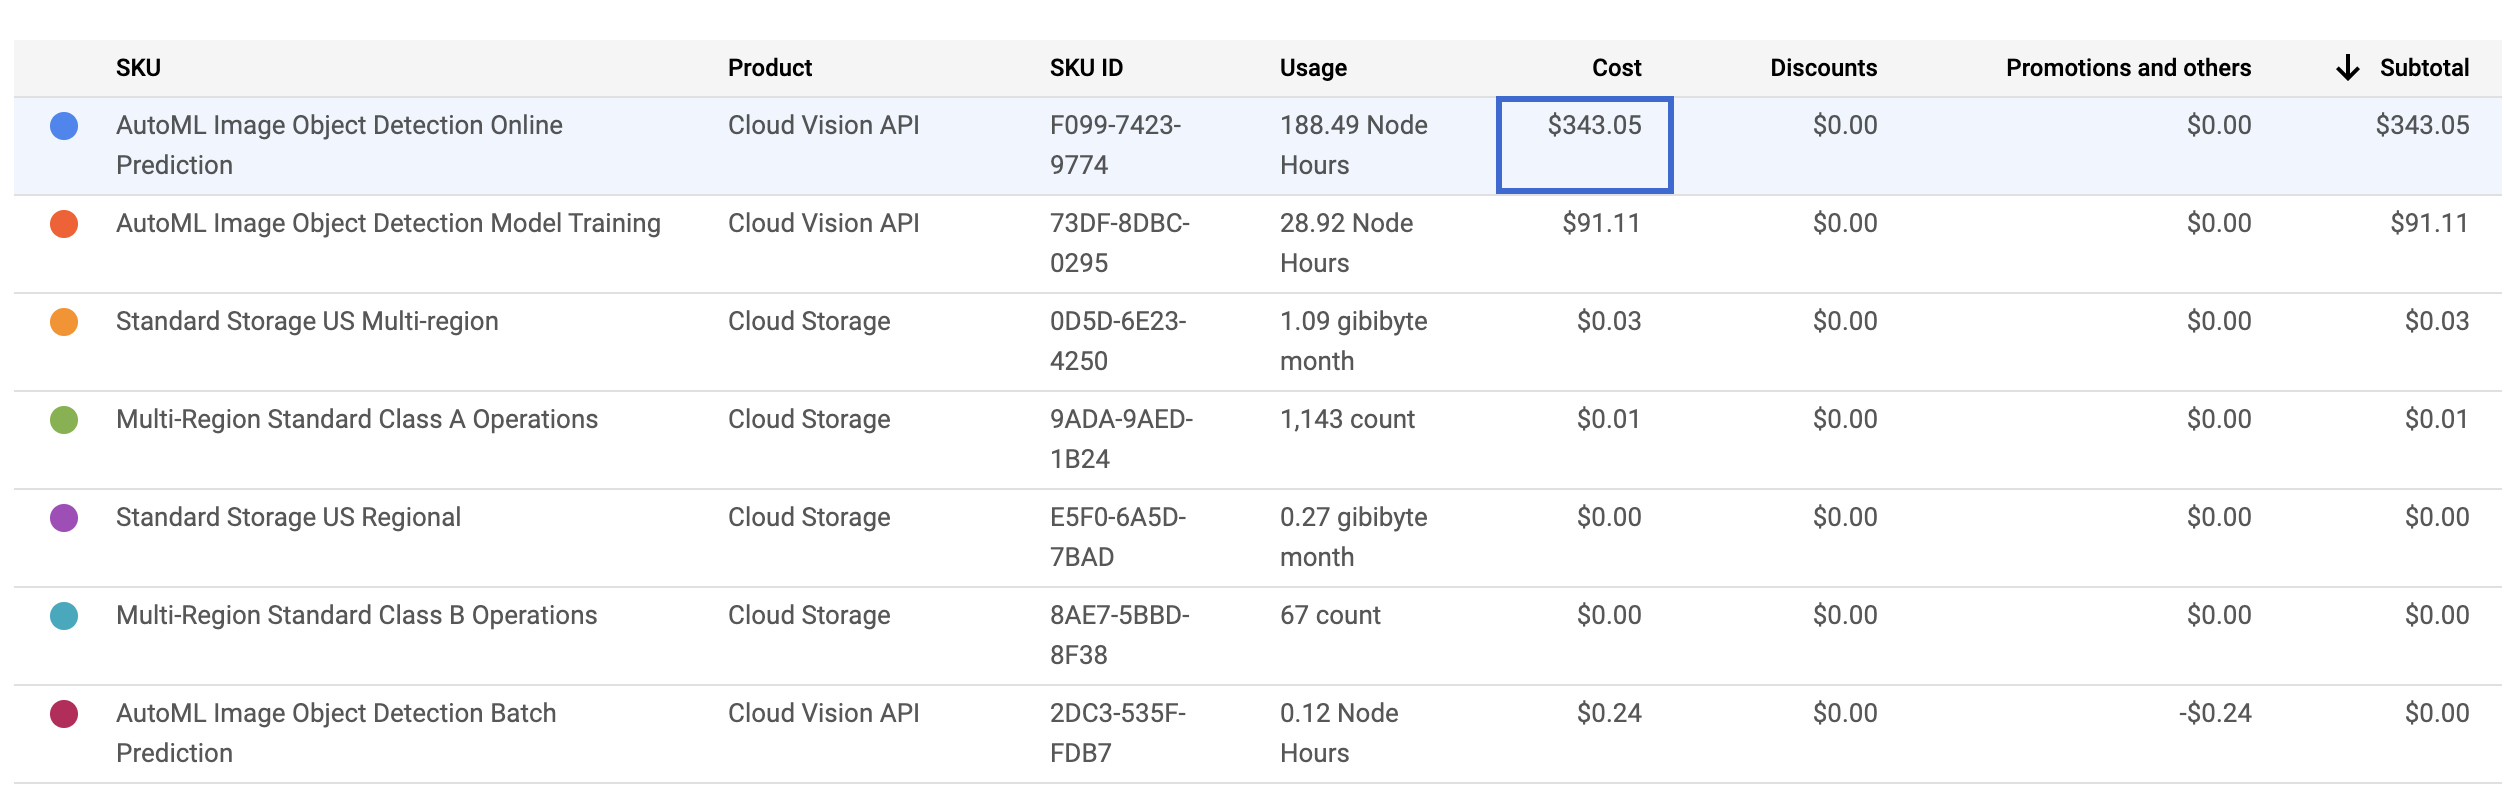 SKU Product SKU ID Usage Cost Discounts Promotions and others ↓ Subtotal
AutoML Image Object Detection Online Cloud Vision API F099-7423- 188.49 Node $343.05 $0.00 $0.00 $343.05
Prediction 9774 Hours
AutoML Image Object Detection Model Training Cloud Vision API 73DF-8DBC- 28.92 Node $91.11 $0.00 $0.00 $91.11
0295 Hours
Standard Storage US Multi-region Cloud Storage 0D5D-6E23- 1.09 gibibyte $0.03 $0.00 $0.00 $0.03
4250 month
Multi-Region Standard Class A Operations Cloud Storage 9ADA-9AED- 1,143 count $0.01 $0.00 $0.00 $0.01
1B24
Standard Storage US Regional Cloud Storage E5F0-6A5D- 0.27 gibibyte $0.00 $0.00 $0.00 $0.00
7BAD month
Multi-Region Standard Class B Operations Cloud Storage 8AE7-5BBD- 67 count $0.00 $0.00 $0.00 $0.00
8F38
AutoML Image Object Detection Batch Cloud Vision API 2DC3-535F- 0.12 Node $0.24 $0.00 -$0.24 $0.00
Prediction FDB7 Hours